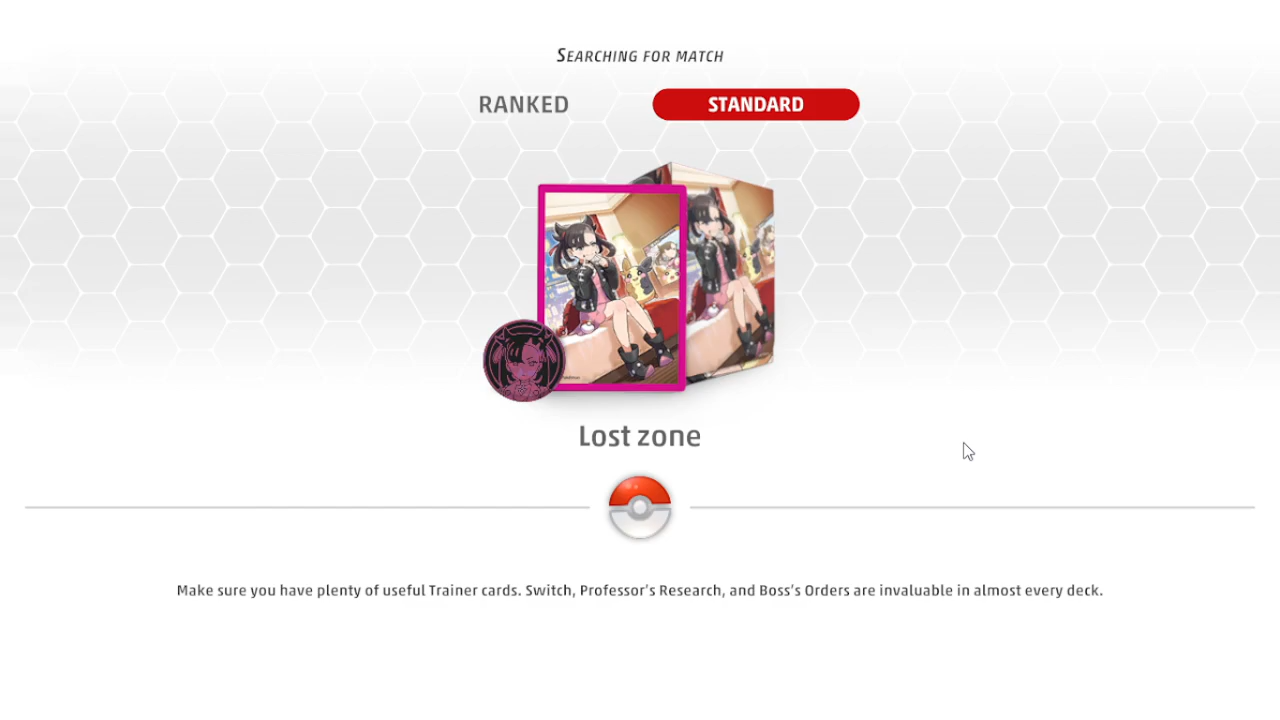 SEARCHING FOR MATCH
RANKED STANDARD
Lost zone
Make sure you have plenty of useful Trainer cards. Switch, Professor's Research, and Boss's Orders are invaluable in almost every deck.